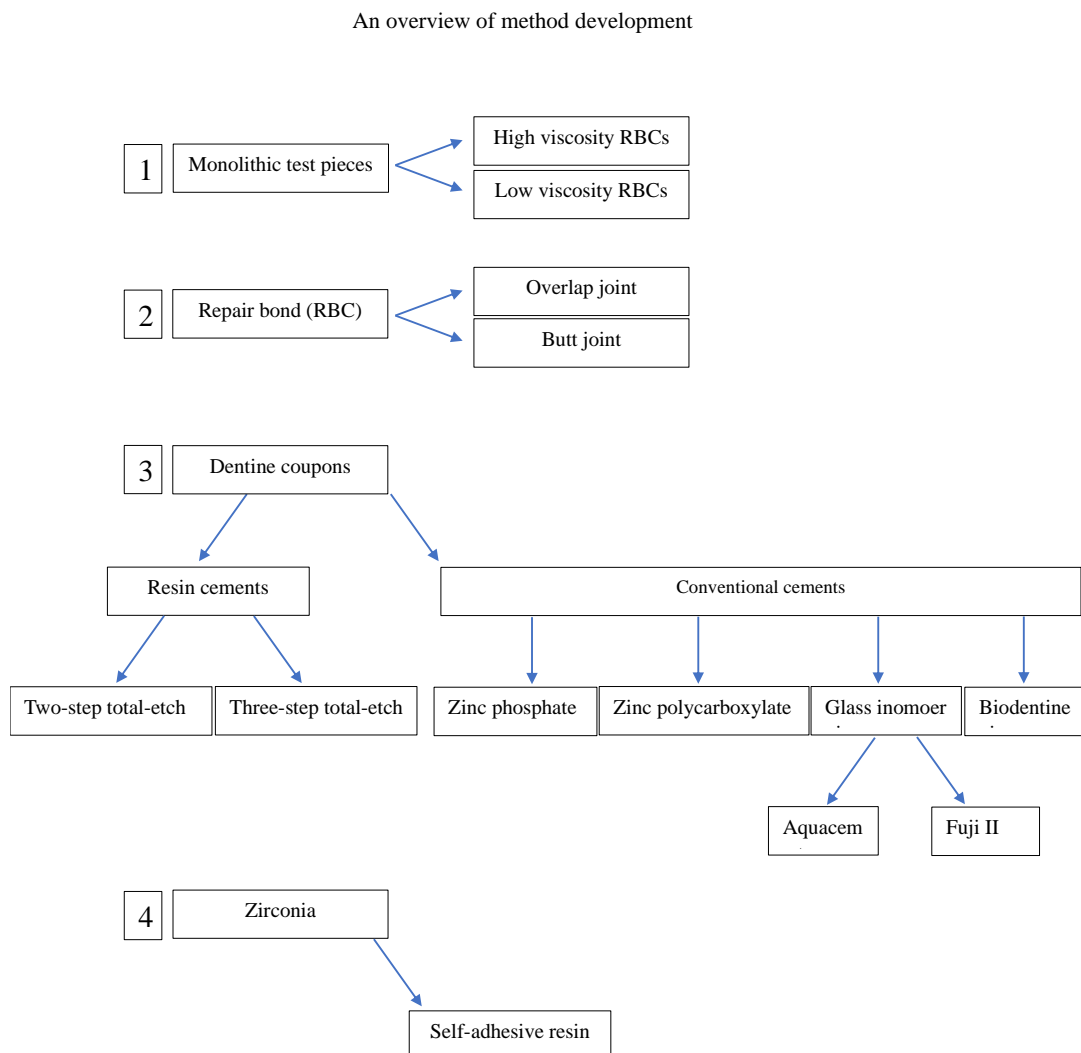 An overview of method development
1
Monolithic test pieces
High viscosity RBCs
Low viscosity RBCs
2
Repair bond (RBC)
Overlap joint
Butt joint
3
Dentine coupons
Resin cements
Conventional cements
Two-step total-etch
Three-step total-etch
Zinc phosphate
Zinc polycarboxylate
Glass inomoer
Biodentine
Aquacem
Fuji II
4
Zirconia
Self-adhesive resin